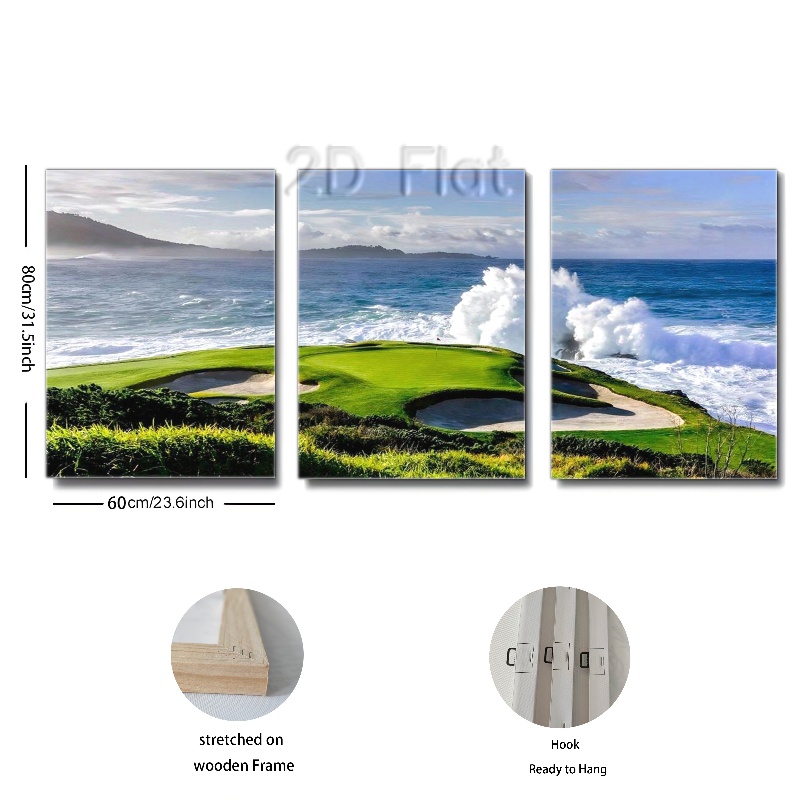 2D Flat
80cm/31.5inch
60cm/23.6inch
stretched on
wooden Frame
Hook
Ready to Hang